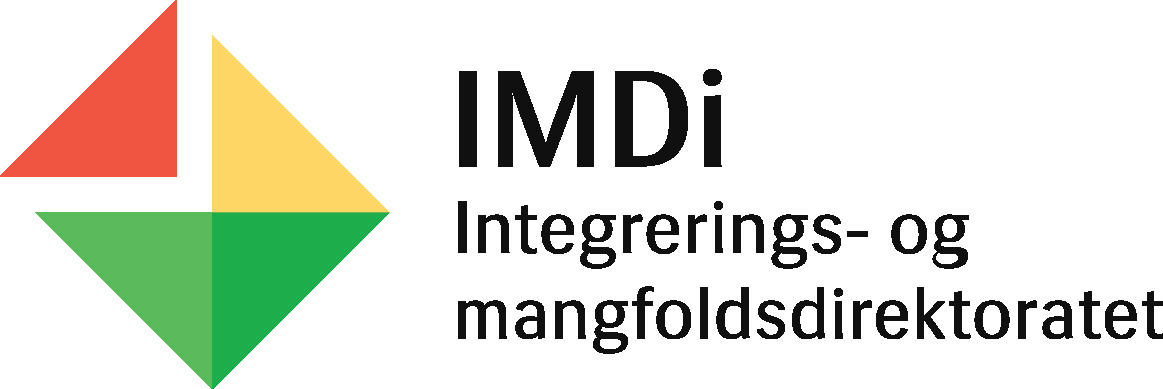 IMDi
Integrerings- og
mangfoldsdirektoratet